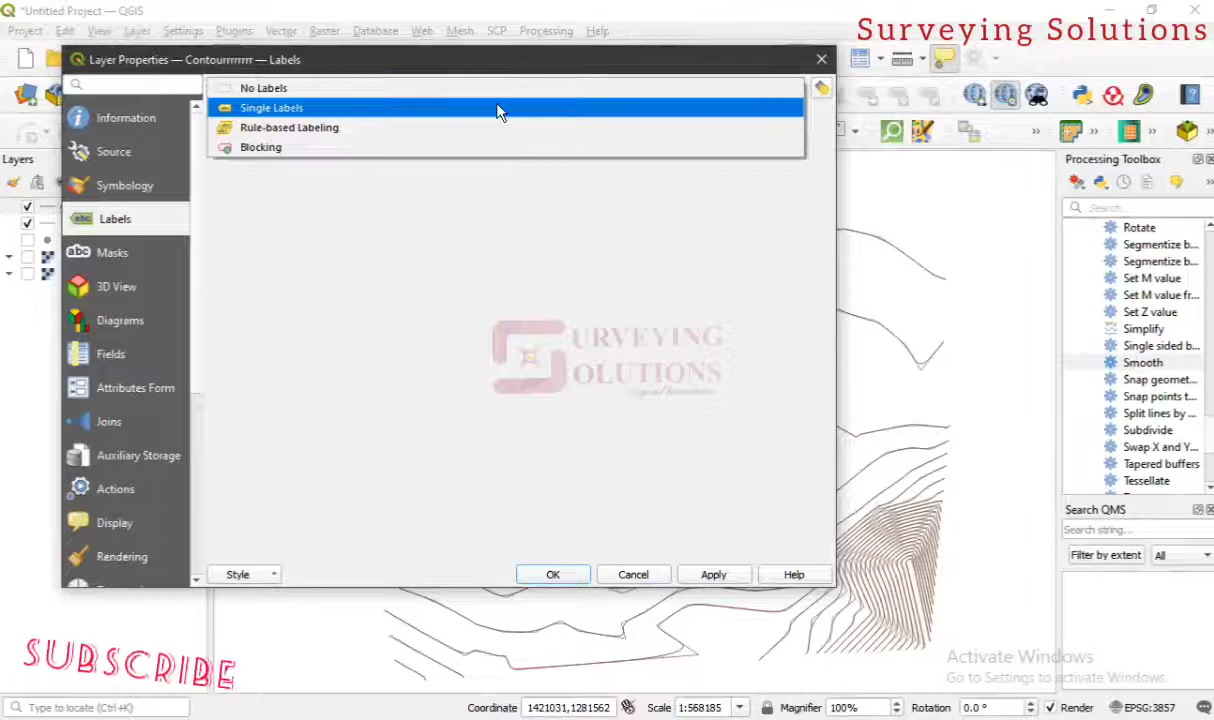 *Untitled Project — QGIS
Surveying Solutions
Project Edit View Layer Settings Plugins Vector Raster Database Web Mesh SCP Processing Help
Layer Properties — Contourrrrrrr — Labels
No Labels
Single Labels
Rule-based Labeling
Blocking
Information
Source
Symbology
Labels
Masks
3D View
Diagrams
Fields
Attributes Form
Joins
Auxiliary Storage
Actions
Display
Rendering
Layers
Processing Toolbox
Search...
Rotate
Segmentize b...
Segmentize b...
Set M value
Set M value fr...
Set Z value
Simplify
Single sided b...
Smooth
Snap geomet...
Snap points t...
Split lines by ...
Subdivide
Swap X and Y...
Tapered buffers
Tessellate
Search QMS
Search string...
Filter by extent All
SURVEYING
SOLUTIONS
Style OK Cancel Apply Help
SUBSCRIBE
Activate Windows
Go to Settings to activate Windows.
Type to locate (Ctrl+K) Coordinate 1421031,1281562 Scale 1:568185 Magnifier 100% Rotation 0.0 ° Render EPSG:3857